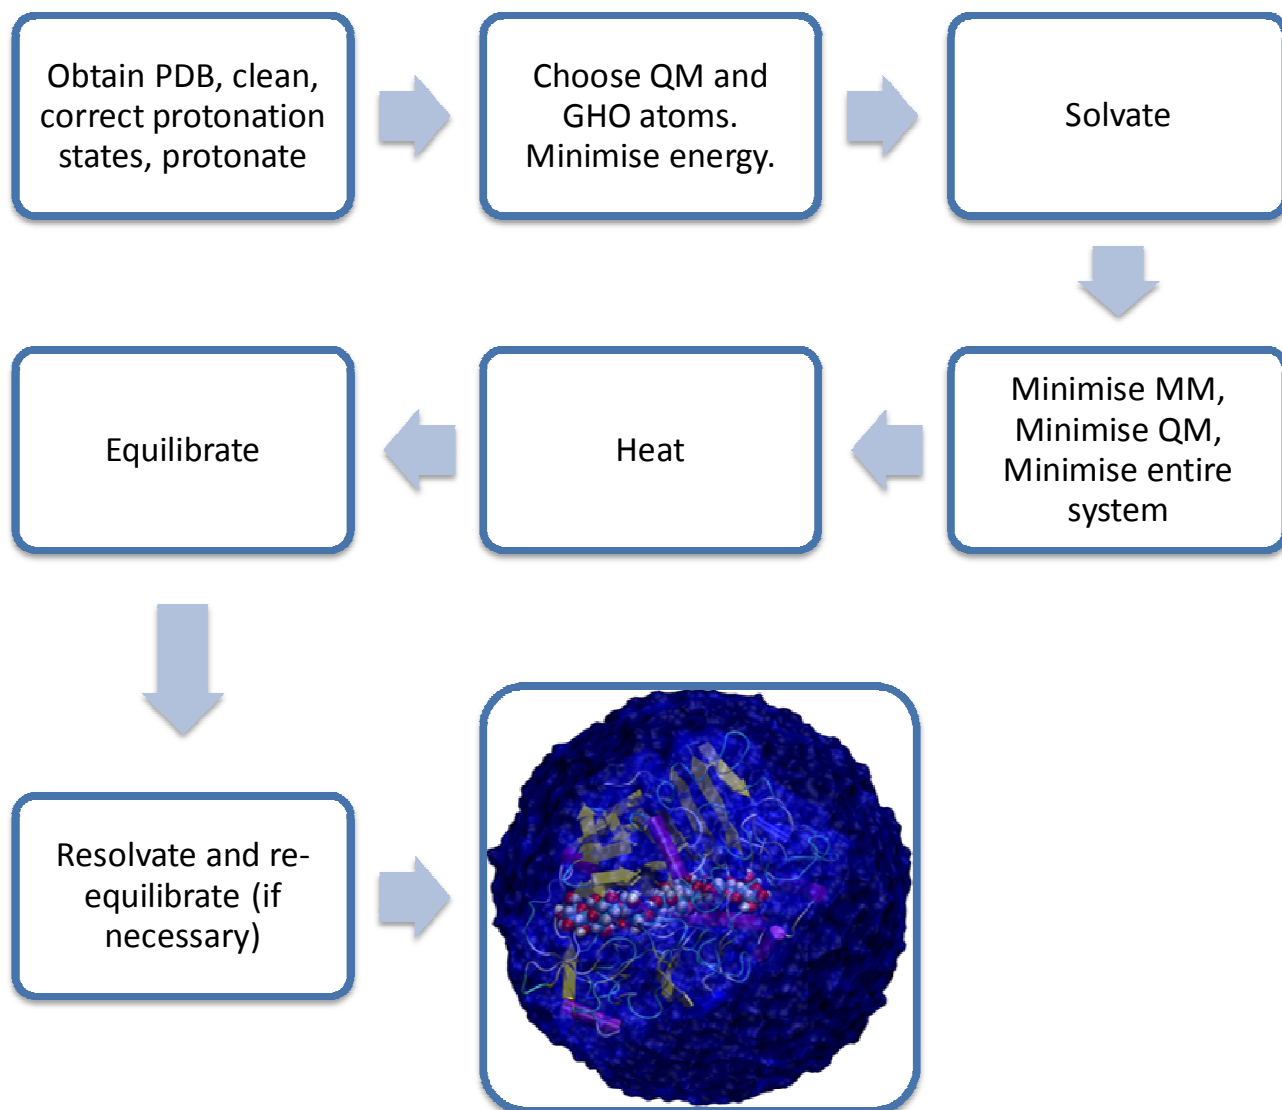 Obtain PDB, clean,
correct protonation
states, protonate
Choose QM and
GHO atoms.
Minimise energy.
Solvate
Minimise MM,
Minimise QM,
Minimise entire
system
Heat
Equilibrate
Resolvate and re-
equilibrate (if
necessary)